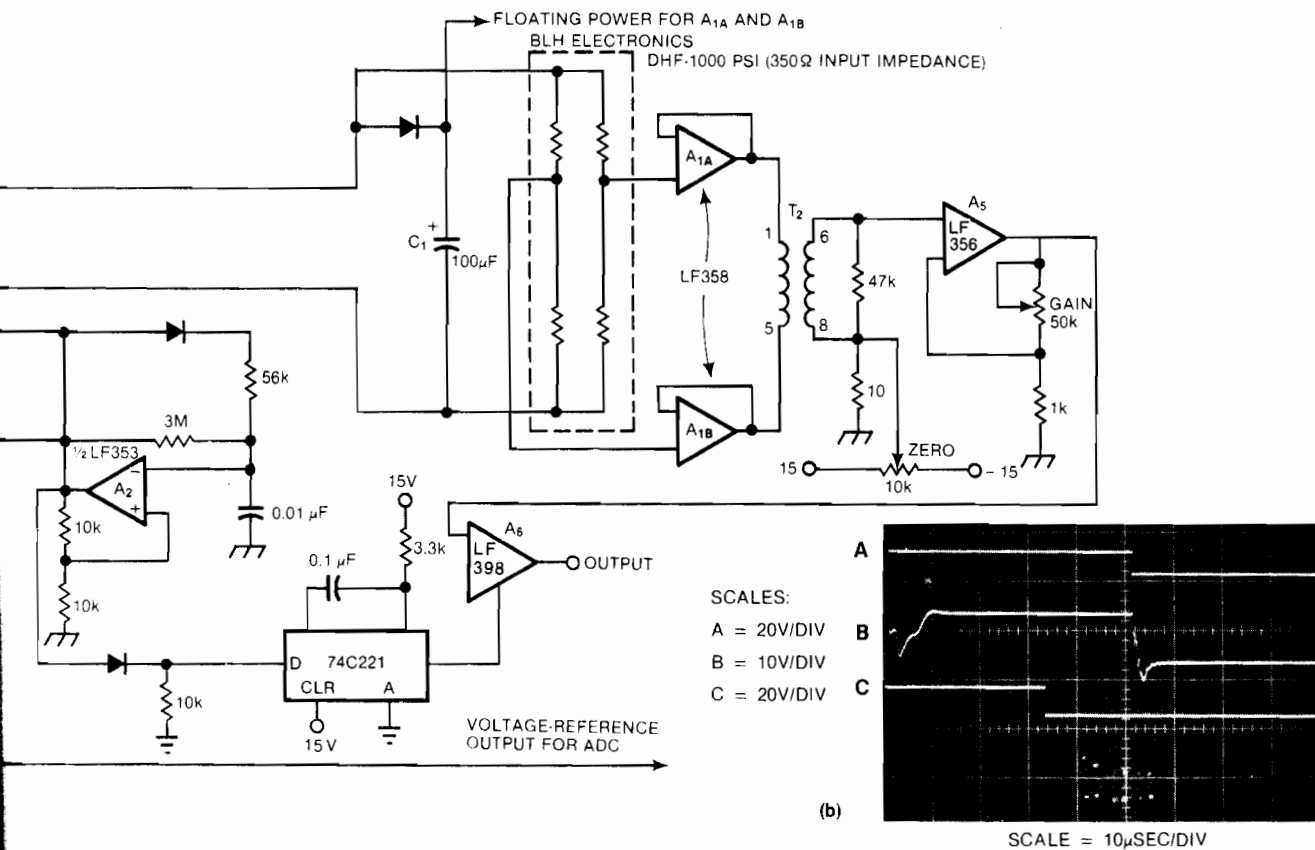 FLOATING POWER FOR A1A AND A1B
BLH ELECTRONICS
DHF-1000 PSI (350Ω INPUT IMPEDANCE)
A1A
+
C1
100µF
LF358
1
5
T2
6
8
47k
10
A5
LF
356
GAIN
50k
1k
A1B
ZERO
15
-15
10k
56k
3M
½ LF353
A2
−
+
10k
10k
0.01 µF
15V
3.3k
0.1 µF
A6
LF
398
OUTPUT
D
74C221
CLR
A
10k
15V
VOLTAGE-REFERENCE
OUTPUT FOR ADC
SCALES:
A = 20V/DIV
B = 10V/DIV
C = 20V/DIV
A
B
C
(b)
SCALE = 10µSEC/DIV